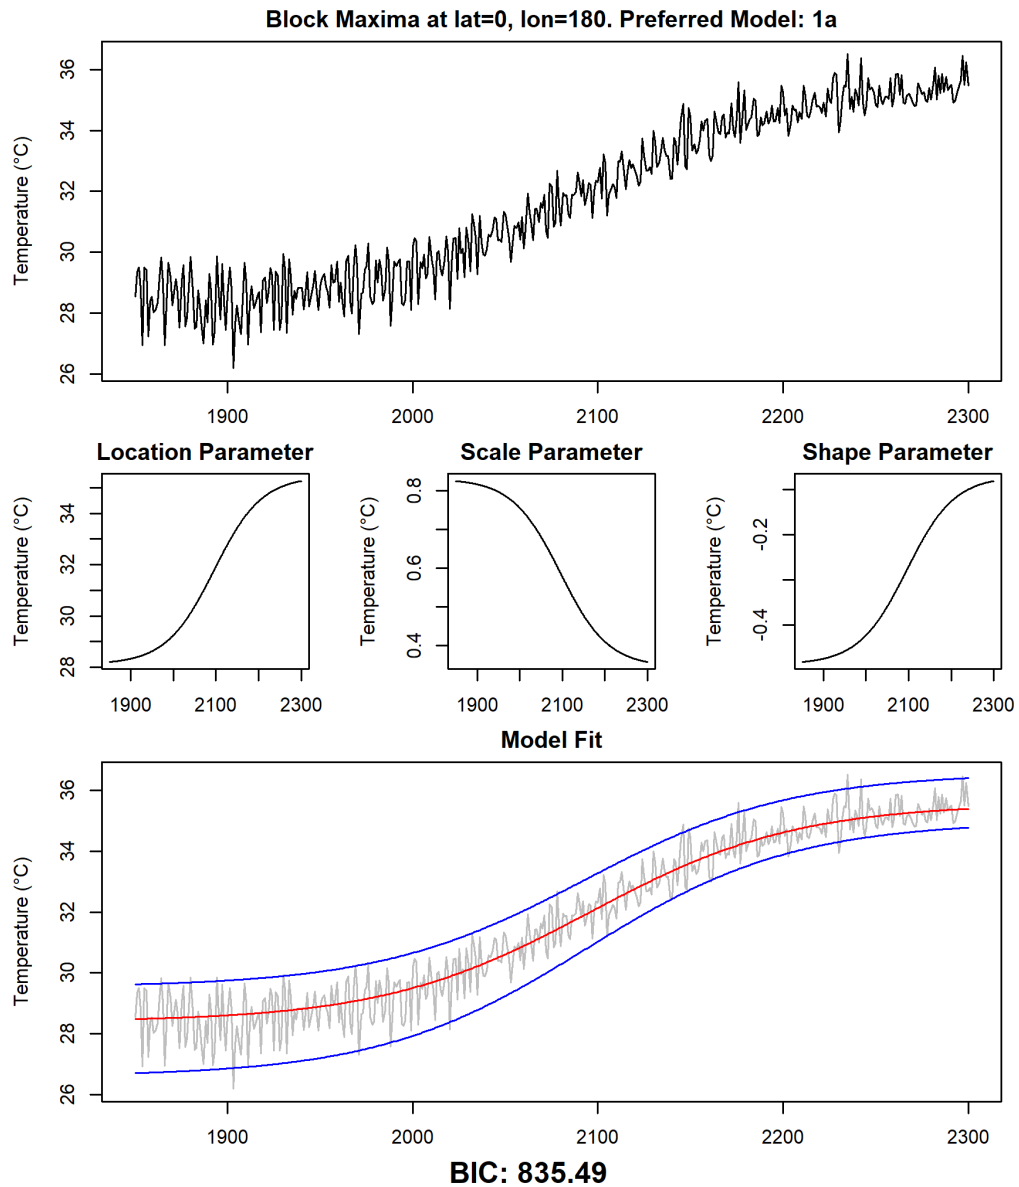 Block Maxima at lat=0, lon=180. Preferred Model: 1a
Temperature (°C)
36
34
32
30
28
26
1900 2000 2100 2200 2300
Location Parameter
Temperature (°C)
34
32
30
28
1900 2100 2300
Scale Parameter
Temperature (°C)
0.8
0.6
0.4
1900 2100 2300
Shape Parameter
Temperature (°C)
-0.2
-0.4
1900 2100 2300
Model Fit
Temperature (°C)
36
34
32
30
28
26
1900 2000 2100 2200 2300
BIC: 835.49